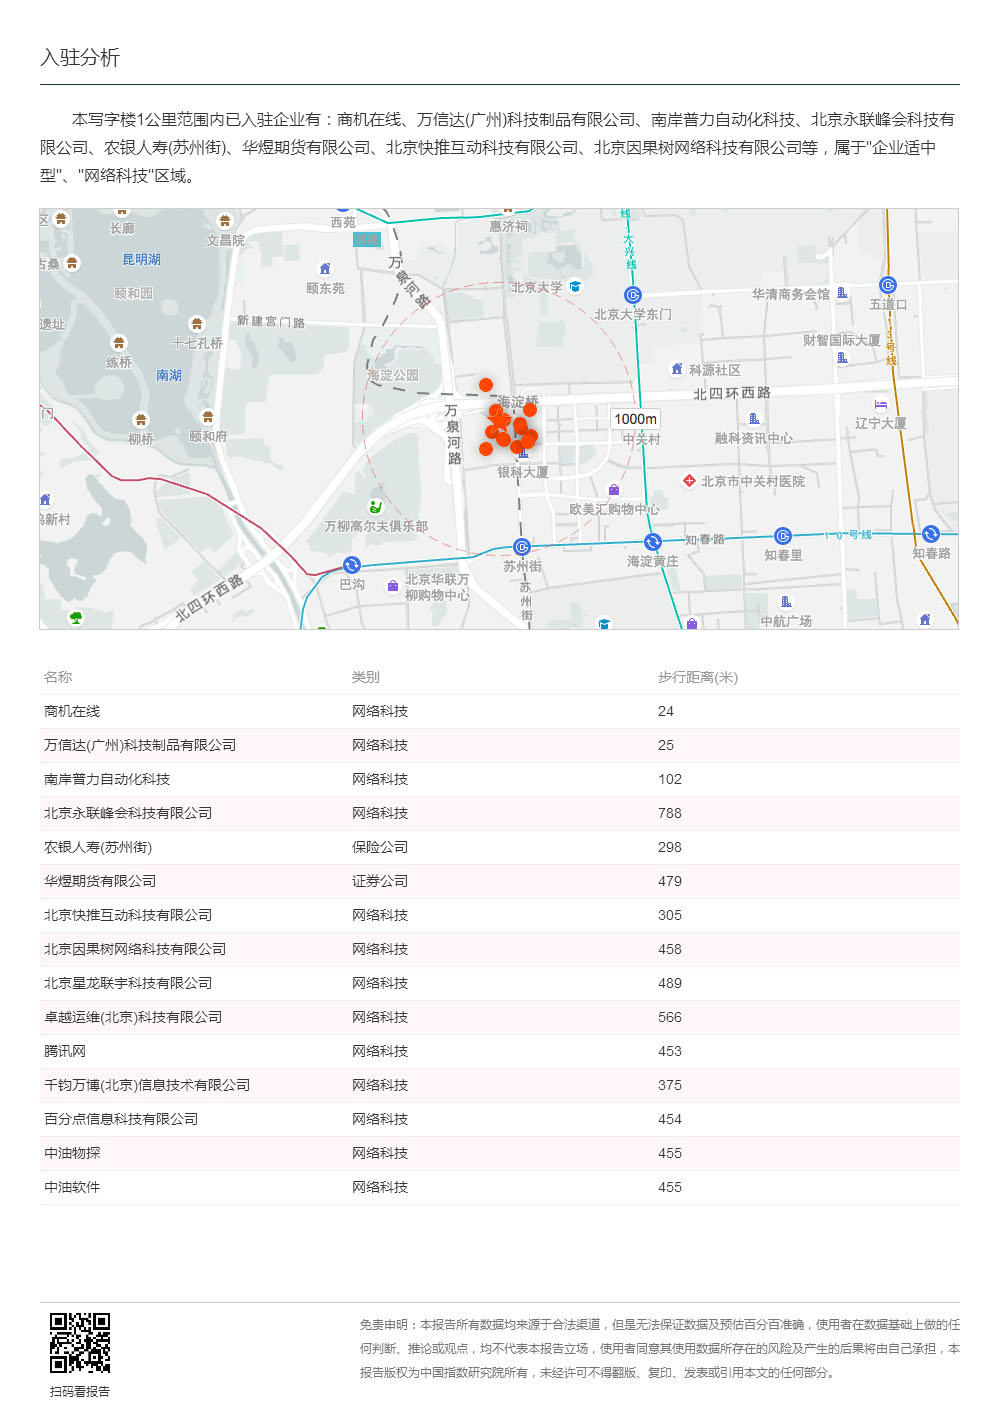 入驻分析
本写字楼1公里范围内已入驻企业有：商机在线、万信达(广州)科技制品有限公司、南岸普力自动化科技、北京永联峰会科技有
限公司、农银人寿(苏州街)、华煜期货有限公司、北京快推互动科技有限公司、北京因果树网络科技有限公司等，属于"企业适中
型"、"网络科技"区域。
区
长廊
文昌院
西苑
惠济祠
大兴线
古桑
昆明湖
颐和园
颐东苑
万泉河路
北京大学
北京大学东门
华清商务会馆
五道口
遗址
十七孔桥
新建宫门路
财智国际大厦
13号线
练桥
南湖
海淀公园
科源社区
北四环西路
门
柳桥
颐和府
万泉河路
海淀桥
1000m
中关村
融科资讯中心
辽宁大厦
银科大厦
北京市中关村医院
欧美汇购物中心
新村
万柳高尔夫俱乐部
知春路
10号线
巴沟
苏州街
海淀黄庄
知春里
知春路
北京华联万
柳购物中心
北四环西路
苏州街
中航广场
名称 类别 步行距离(米)
商机在线 网络科技 24
万信达(广州)科技制品有限公司 网络科技 25
南岸普力自动化科技 网络科技 102
北京永联峰会科技有限公司 网络科技 788
农银人寿(苏州街) 保险公司 298
华煜期货有限公司 证券公司 479
北京快推互动科技有限公司 网络科技 305
北京因果树网络科技有限公司 网络科技 458
北京星龙联宇科技有限公司 网络科技 489
卓越运维(北京)科技有限公司 网络科技 566
腾讯网 网络科技 453
千钧万博(北京)信息技术有限公司 网络科技 375
百分点信息科技有限公司 网络科技 454
中油物探 网络科技 455
中油软件 网络科技 455
免责申明：本报告所有数据均来源于合法渠道，但是无法保证数据及预估百分百准确，使用者在数据基础上做的任
何判断、推论或观点，均不代表本报告立场，使用者同意其使用数据所存在的风险及产生的后果将由自己承担，本
报告版权为中国指数研究院所有，未经许可不得翻版、复印、发表或引用本文的任何部分。
扫码看报告